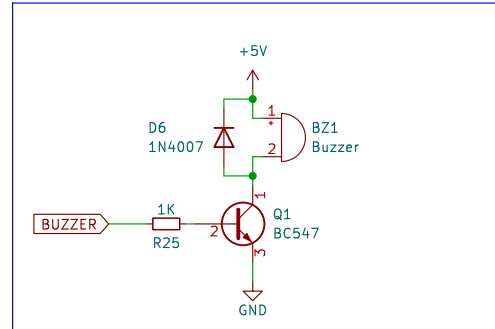 +5V
D6
1N4007
1
+
BZ1
Buzzer
2
1
1K
BUZZER
R25
2
Q1
BC547
3
GND